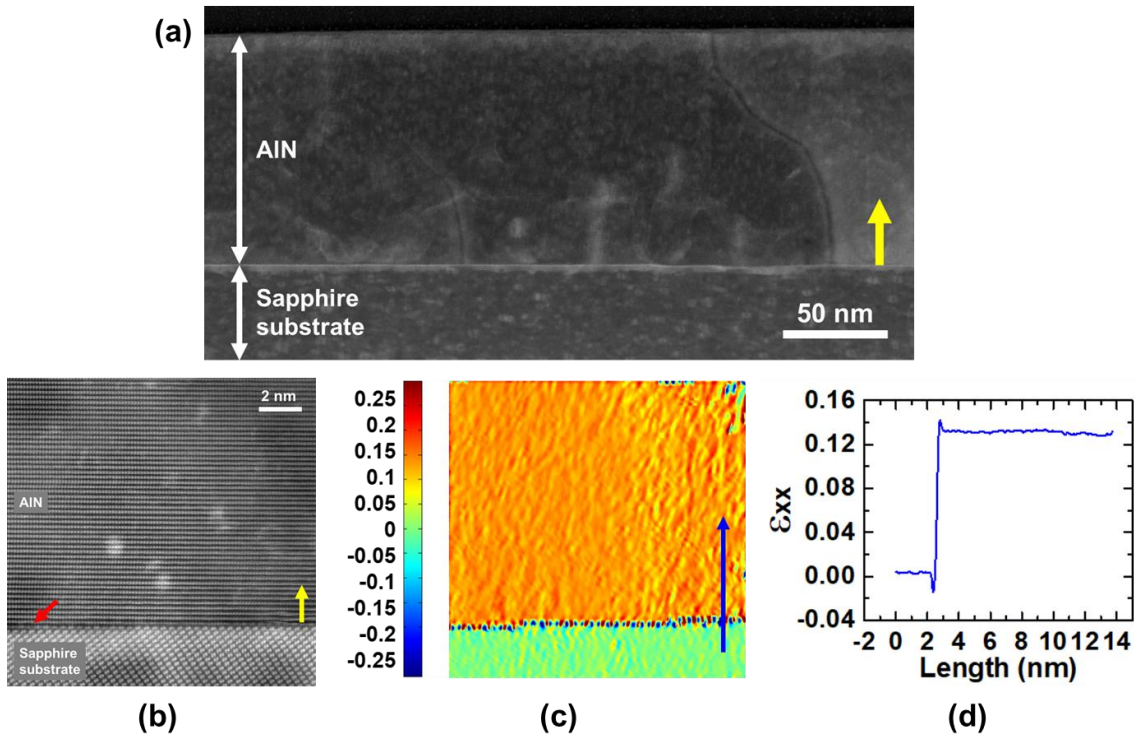 (a)
AlN
Sapphire
substrate
50 nm
2 nm
AlN
Sapphire
substrate
(b)
0.25
0.2
0.15
0.1
0.05
0
-0.05
-0.1
-0.15
-0.2
-0.25
(c)
0.16
0.12
0.08
0.04
0.00
-0.04
εxx
-2 0 2 4 6 8 10 12 14
Length (nm)
(d)